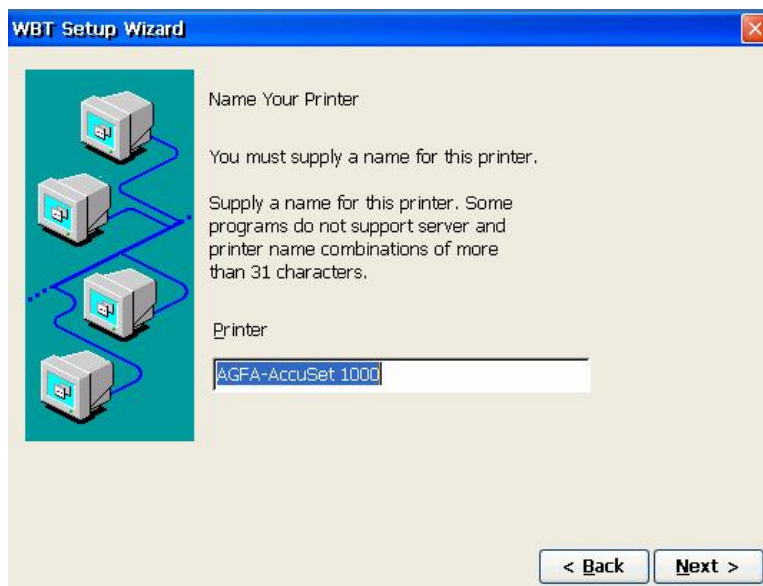 WBT Setup Wizard
Name Your Printer
You must supply a name for this printer.
Supply a name for this printer. Some
programs do not support server and
printer name combinations of more
than 31 characters.
Printer
AGFA-AccuSet 1000
< Back
Next >